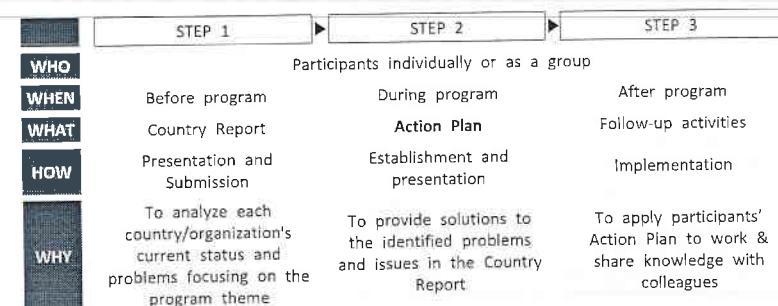 STEP 1 ▶ STEP 2 ▶ STEP 3
WHO Participants individually or as a group
WHEN Before program During program After program
WHAT Country Report Action Plan Follow-up activities
HOW Presentation and Submission Establishment and presentation Implementation
WHY To analyze each country/organization's current status and problems focusing on the program theme To provide solutions to the identified problems and issues in the Country Report To apply participants' Action Plan to work & share knowledge with colleagues